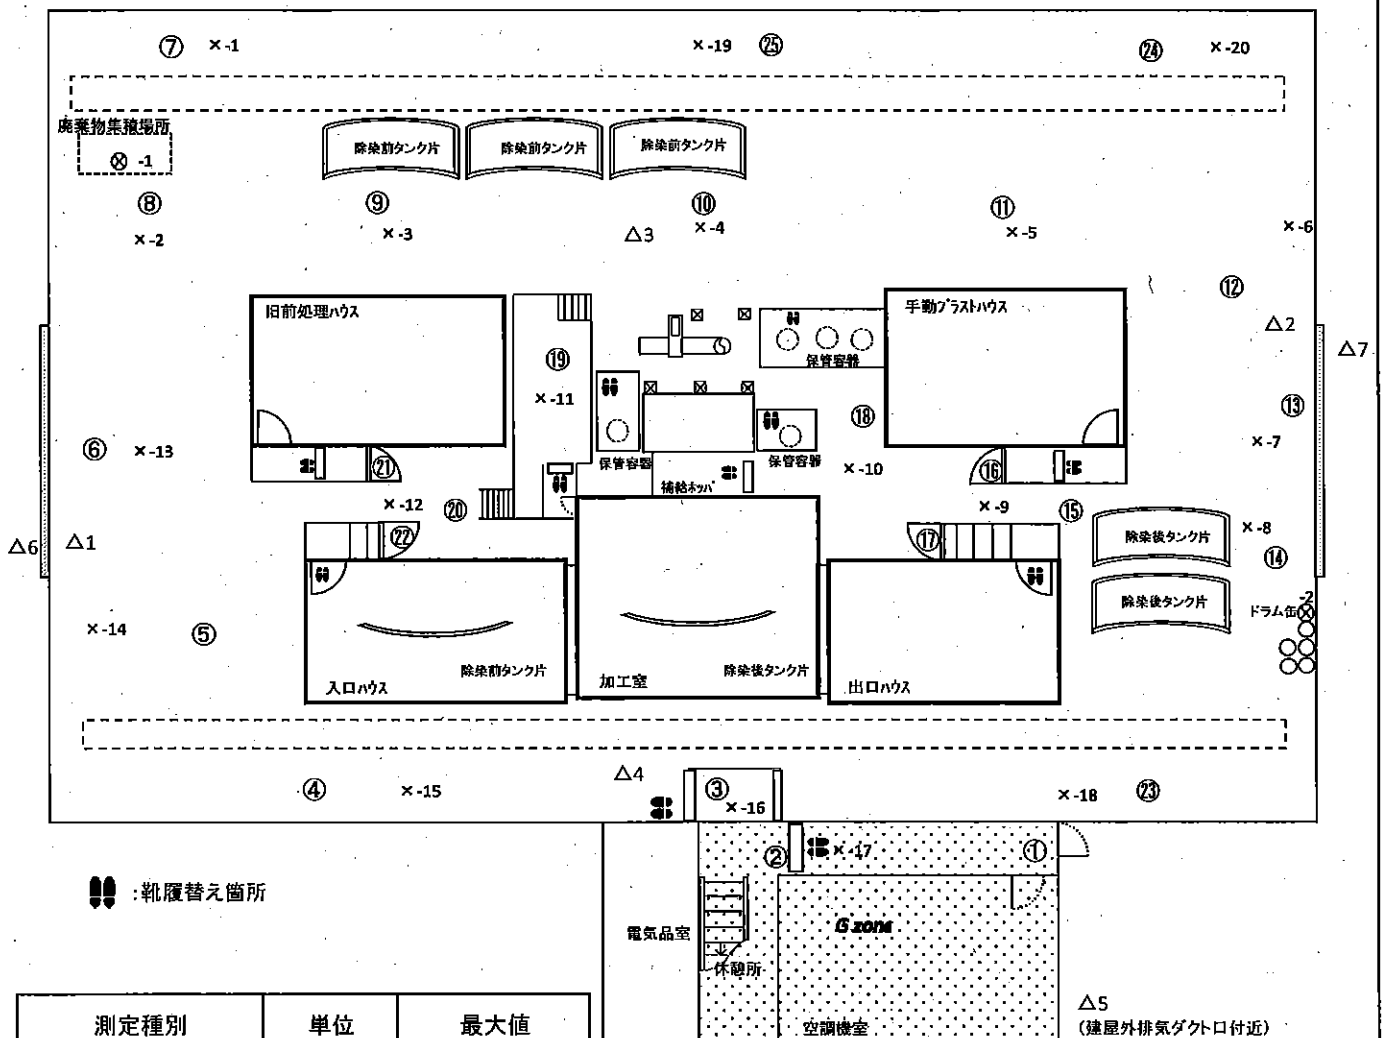 ⑦ ×-1 ×-19 ㉕ ㉔ ×-20
廃棄物集積場所
⊗ -1
除染前タンク片 除染前タンク片 除染前タンク片
⑧ ⑨ ⑩ ⑪
×-2 ×-3 △3 ×-4 ×-5 ×-6
⑫
旧前処理ハウス 手動ブラストハウス
△2
△7
⑲ 保管容器
×-11 ⑱ ⑬
⑥ ×-13 ×-7
保管容器 保管容器 ×-10
㉑ ⑯
補給ホッパ
×-12 ⑳ ×-9 ⑮
△6 △1 ㉒ ⑰ 除染後タンク片 ×-8
⑭
除染後タンク片 -2
ドラム缶
×-14 ⑤
除染前タンク片 除染後タンク片
入口ハウス 加工室 出口ハウス
④ ×-15 △4 ③ ×-16 ×-18 ㉓
② ×-17 ①
:靴履替え箇所
電気品室 G zone
休憩所
測定種別 単位 最大値
空調機室
△5
(建屋外排気ダクト口付近)